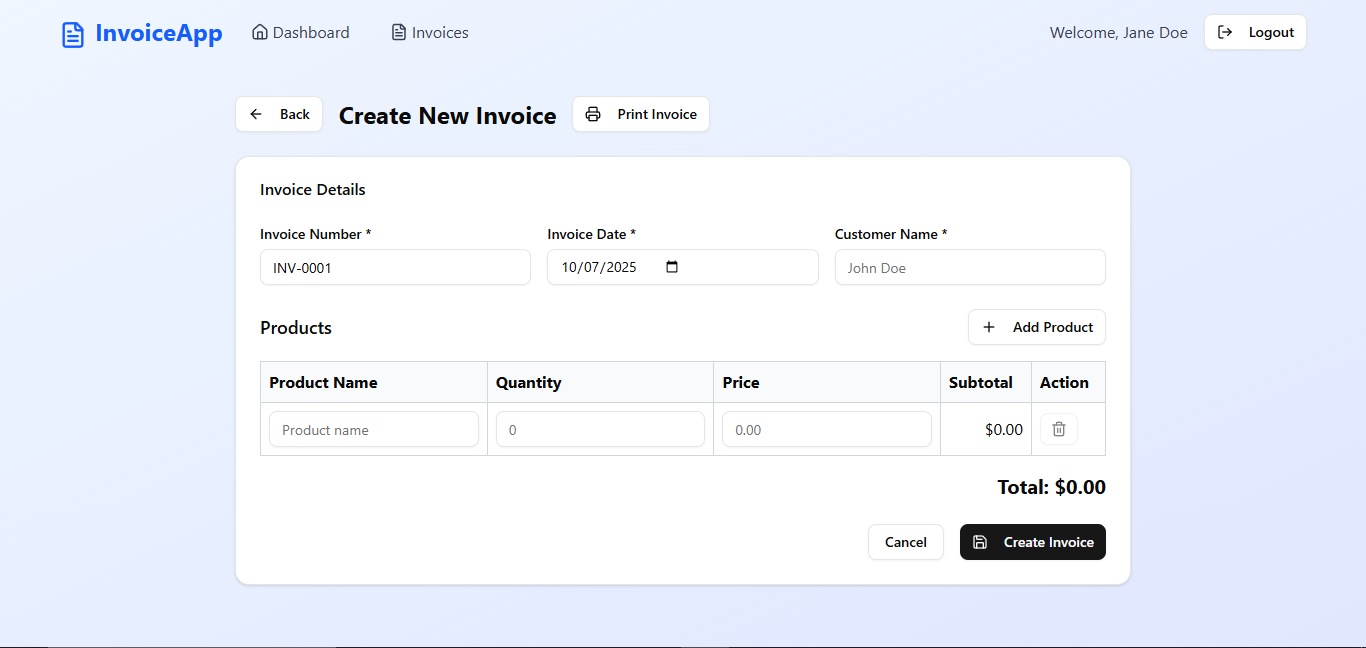 InvoiceApp Dashboard Invoices Welcome, Jane Doe Logout
Back Create New Invoice Print Invoice
Invoice Details
Invoice Number * Invoice Date * Customer Name *
INV-0001 10/07/2025 John Doe
Products Add Product
Product Name Quantity Price Subtotal Action
Product name 0 0.00 $0.00
Total: $0.00
Cancel Create Invoice